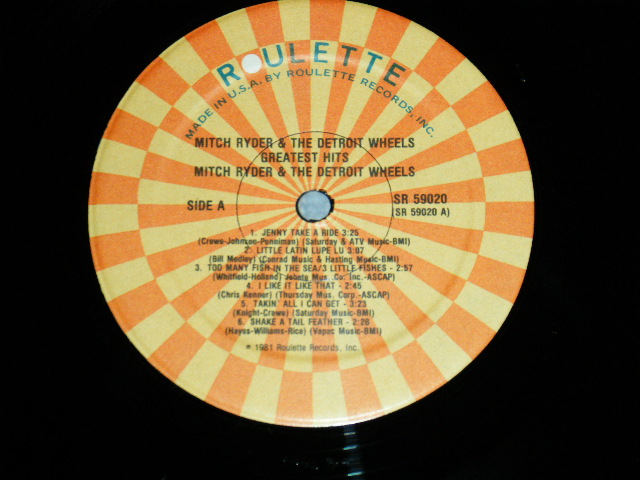 ROULETTE
MADE IN U.S.A. BY ROULETTE RECORDS, INC.
MITCH RYDER & THE DETROIT WHEELS
GREATEST HITS
MITCH RYDER & THE DETROIT WHEELS
SIDE A
SR 59020
(SR 59020 A)
1. JENNY TAKE A RIDE 3:25
(Crewe-Johnson-Penniman) (Saturday & ATV Music-BMI)
2. LITTLE LATIN LUPE LU 3:07
(Bill Medley) (Conrad Music & Hasting Music-BMI)
3. TOO MANY FISH IN THE SEA/3 LITTLE FISHES - 2:57
(Whitfield-Holland) Jobete Mus. Co. Inc.-ASCAP)
4. I LIKE IT LIKE THAT - 2:45
(Chris Kenner) (Thursday Mus. Corp.-ASCAP)
5. TAKIN' ALL I CAN GET - 3:23
(Knight-Crewe) (Saturday Music-BMI)
6. SHAKE A TAIL FEATHER - 2:28
(Hayes-Williams-Rice) (Vapac Music-BMI)
℗ 1981 Roulette Records, Inc.